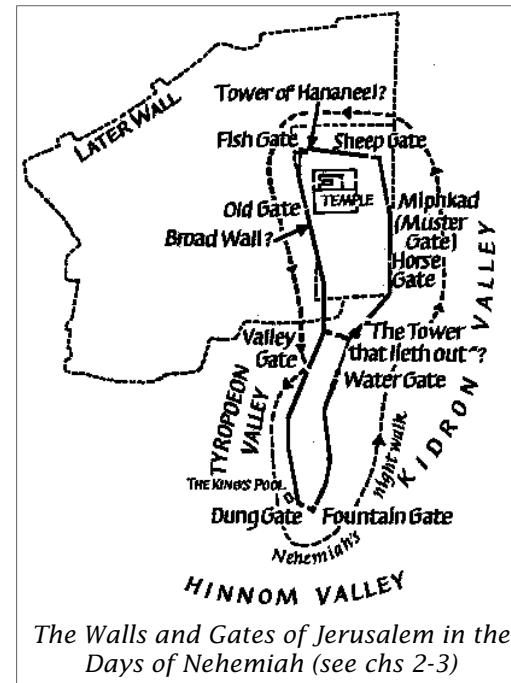 LATER WALL
Tower of Hananeel?
Fish Gate
Sheep Gate
TEMPLE
Old Gate
Miphkad
(Muster
Gate)
Broad Wall?
Horse
Gate
Valley
Gate
"The Tower
that lieth out"?
Water Gate
TYROPOEON
VALLEY
KIDRON VALLEY
THE KING'S POOL
Dung Gate
Fountain Gate
Nehemiah's night walk
HINNOM VALLEY
The Walls and Gates of Jerusalem in the
Days of Nehemiah (see chs 2-3)